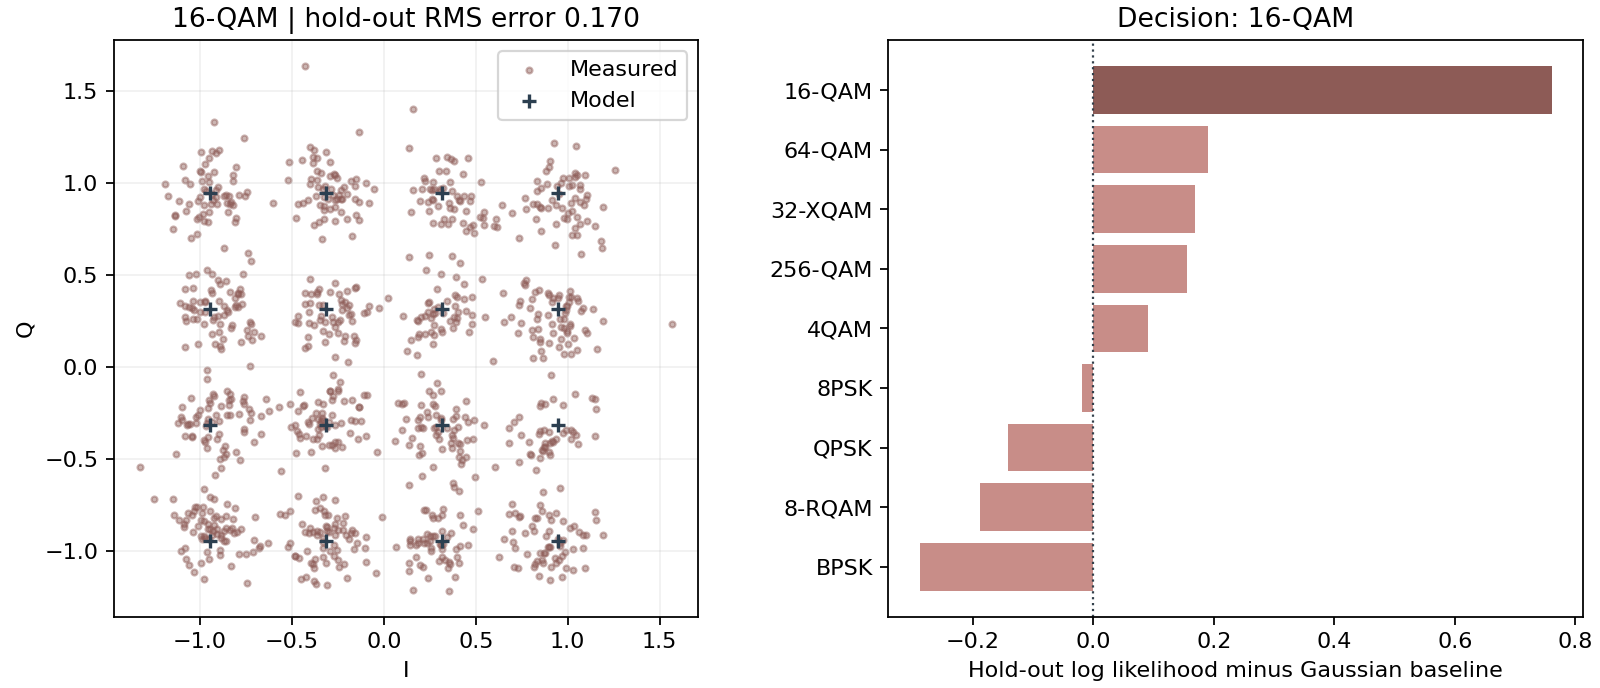 16-QAM | hold-out RMS error 0.170
Measured
Model
1.5
1.0
0.5
0.0
−0.5
−1.0
Q
−1.0
−0.5
0.0
0.5
1.0
1.5
I
Decision: 16-QAM
16-QAM
64-QAM
32-XQAM
256-QAM
4QAM
8PSK
QPSK
8-RQAM
BPSK
−0.2
0.0
0.2
0.4
0.6
0.8
Hold-out log likelihood minus Gaussian baseline